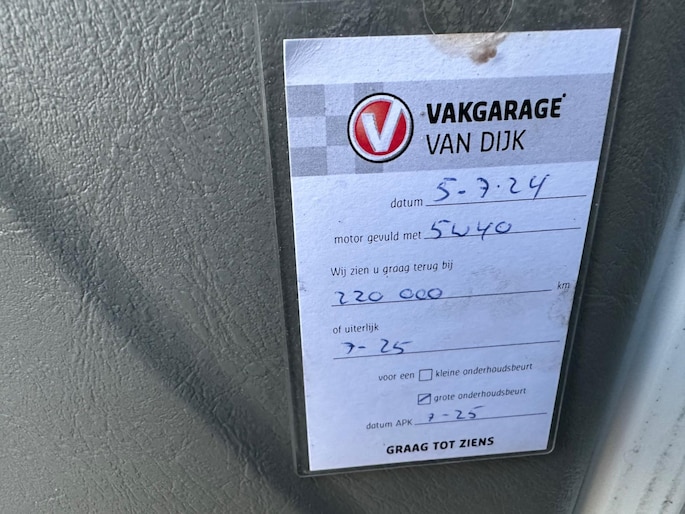 V VAKGARAGE
VAN DIJK
datum 5-7-24
motor gevuld met 5W40
Wij zien u graag terug bij
220 000 km
of uiterlijk
7-25
voor een kleine onderhoudsbeurt
grote onderhoudsbeurt
datum APK 7-25
GRAAG TOT ZIENS